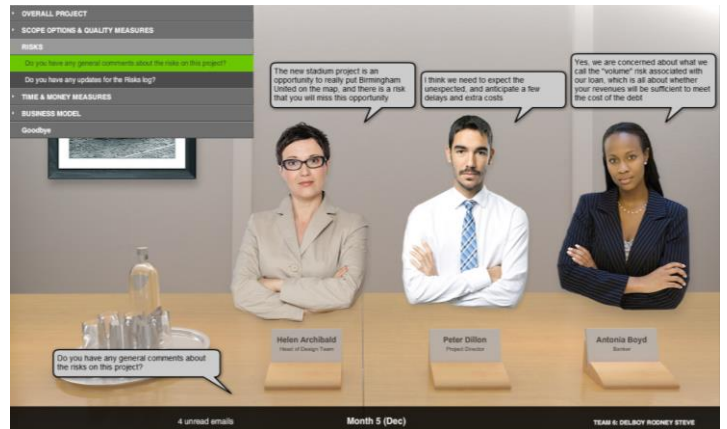 OVERALL PROJECT
SCOPE OPTIONS & QUALITY MEASURES
RISKS
Do you have any general comments about the risks on this project?
Do you have any updates for the Risks log?
TIME & MONEY MEASURES
BUSINESS MODEL
Goodbye
The new stadium project is an
opportunity to really put Birmingham
United on the map, and there is a risk
that you will miss this opportunity
I think we need to expect the
unexpected, and anticipate a few
delays and extra costs
Yes, we are concerned about what we
call the "volume" risk associated with
our loan, which is all about whether
your revenues will be sufficient to meet
the cost of the debt
Helen Archibald
Head of Design Team
Peter Dillon
Project Director
Antonia Boyd
Banker
Do you have any general comments about
the risks on this project?
4 unread emails
Month 5 (Dec)
TEAM 6: DELBOY RODNEY STEVE